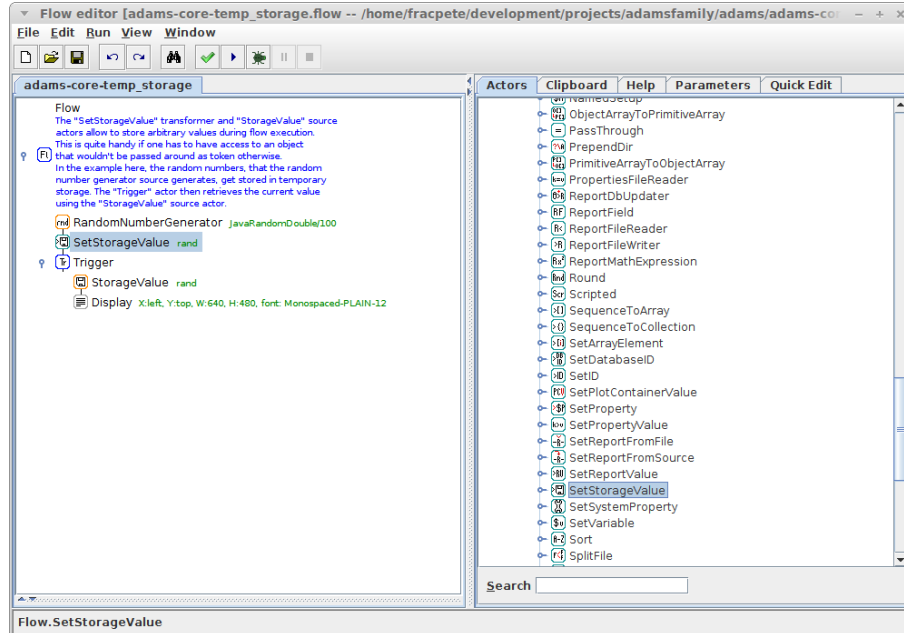 Flow editor [adams-core-temp_storage.flow -- /home/fracpete/development/projects/adamsfamily/adams/adams-cor
File Edit Run View Window
adams-core-temp_storage
Flow
The "SetStorageValue" transformer and "StorageValue" source
actors allow to store arbitrary values during flow execution.
This is quite handy if one has to have access to an object
that wouldn't be passed around as token otherwise.
In the example here, the random numbers, that the random
number generator source generates, get stored in temporary
storage. The "Trigger" actor then retrieves the current value
using the "StorageValue" source actor.
RandomNumberGenerator JavaRandomDouble/100
SetStorageValue rand
Trigger
StorageValue rand
Display X:left, Y:top, W:640, H:480, font: Monospaced-PLAIN-12
Actors Clipboard Help Parameters Quick Edit
NamedSetup
ObjectArrayToPrimitiveArray
PassThrough
PrependDir
PrimitiveArrayToObjectArray
PropertiesFileReader
ReportDbUpdater
ReportField
ReportFileReader
ReportFileWriter
ReportMathExpression
Round
Scripted
SequenceToArray
SequenceToCollection
SetArrayElement
SetDatabaseID
SetID
SetPlotContainerValue
SetProperty
SetPropertyValue
SetReportFromFile
SetReportFromSource
SetReportValue
SetStorageValue
SetSystemProperty
SetVariable
Sort
SplitFile
Search
Flow.SetStorageValue